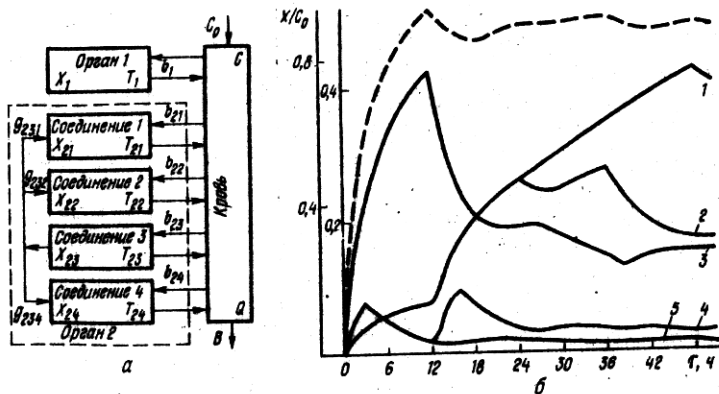 C₀
C
Орган 1
X₁ T₁
b₁
Соединение 1
X₂₁ T₂₁
b₂₁
g₂₃₁
Соединение 2
X₂₂ T₂₂
b₂₂
Кровь
Соединение 3
X₂₃ T₂₃
b₂₃
Соединение 4
X₂₄ T₂₄
b₂₄
g₂₃₄
Орган 2
Q
B
а
X/C₀
0,8
0,4
0,4
0,2
1
2
3
5 4
0 6 12 18 24 30 36 42 τ, ч
б